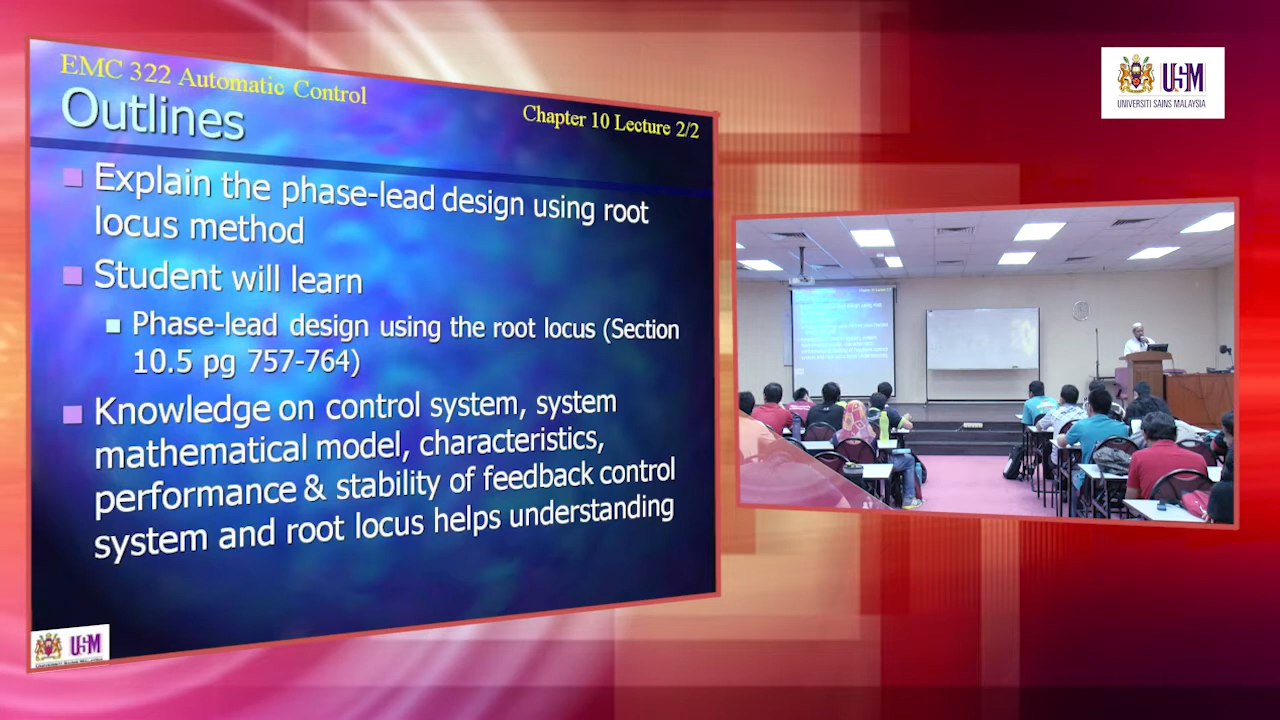 EMC 322 Automatic Control
Outlines
Chapter 10 Lecture 2/2
Explain the phase-lead design using root
locus method
Student will learn
Phase-lead design using the root locus (Section
10.5 pg 757-764)
Knowledge on control system, system
mathematical model, characteristics,
performance & stability of feedback control
system and root locus helps understanding
USM
UNIVERSITI SAINS MALAYSIA
USM
UNIVERSITI SAINS MALAYSIA